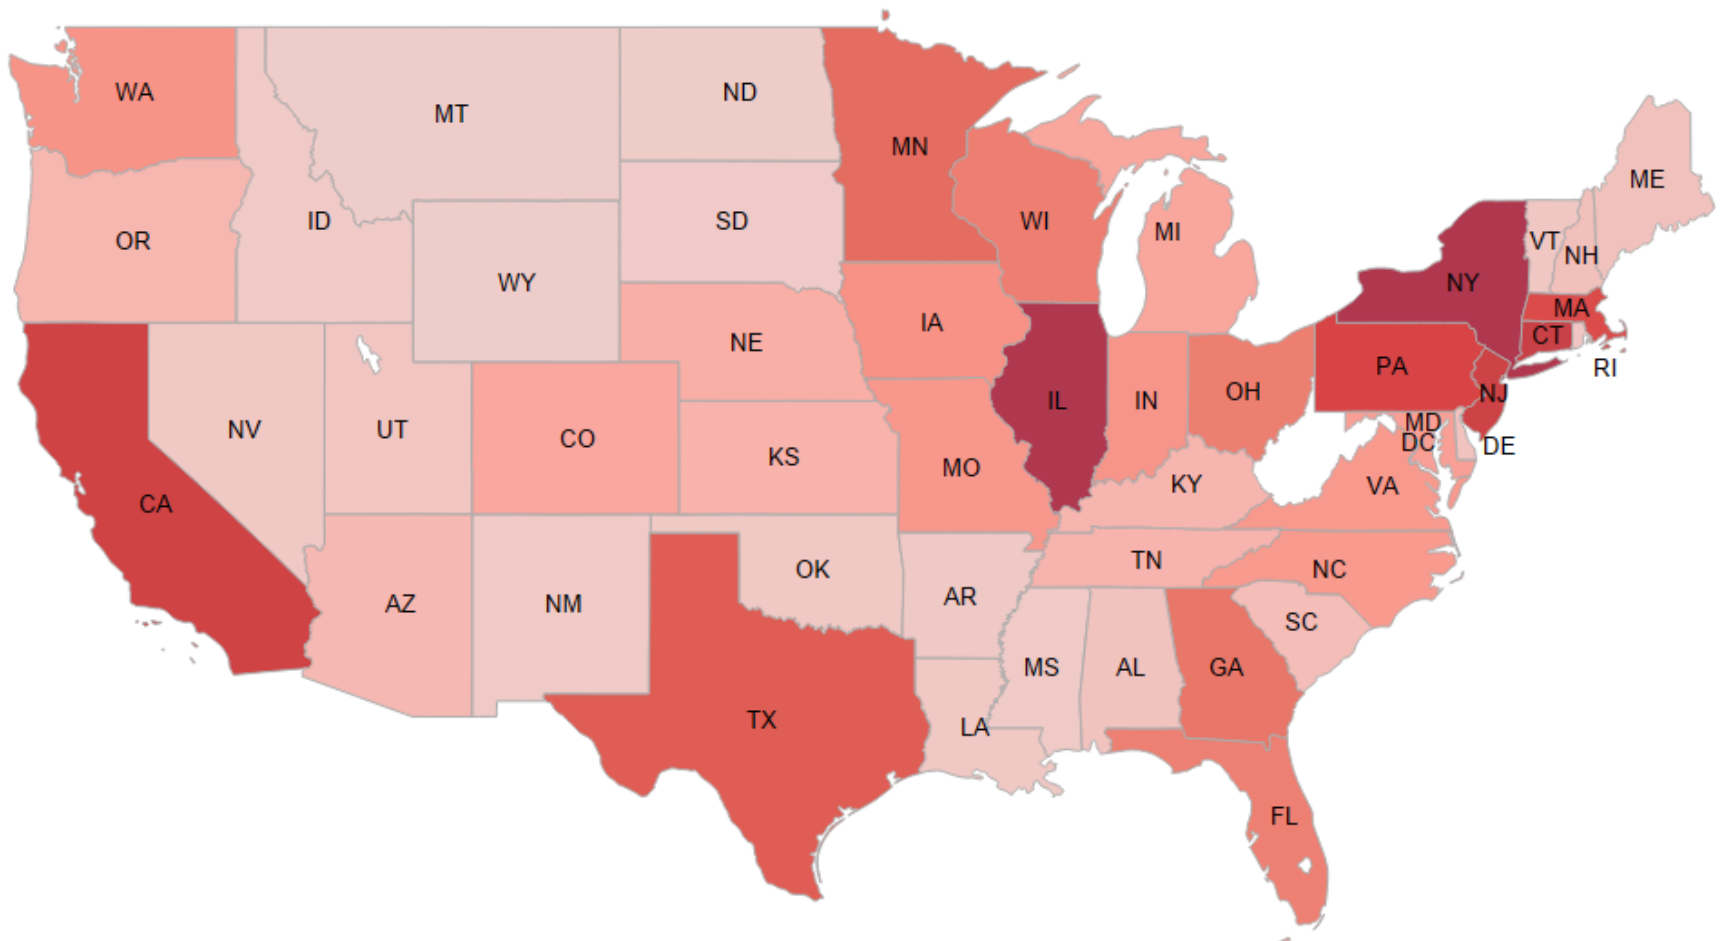 WA
MT
ND
MN
ME
ID
SD
WI
MI
OR
VT
NH
WY
NY
MA
IA
CT
NE
PA
RI
NJ
OH
IL
IN
MD
NV
UT
CO
DC
DE
KS
MO
KY
VA
CA
TN
OK
NC
AR
AZ
NM
SC
MS
AL
GA
TX
LA
FL